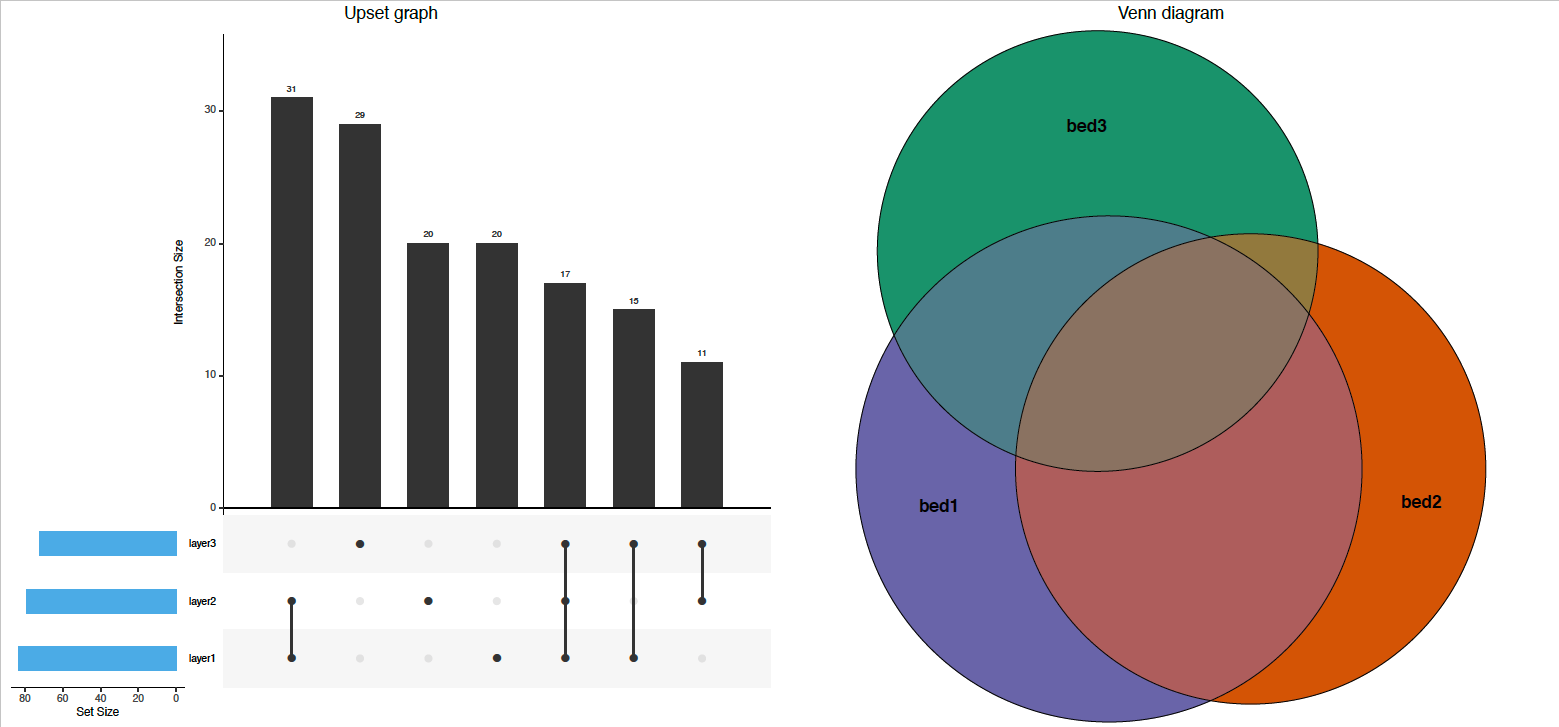 Upset graph
Venn diagram
31
29
20
20
17
15
11
30
20
10
0
Intersection Size
layer3
layer2
layer1
80 60 40 20 0
Set Size
bed3
bed1
bed2